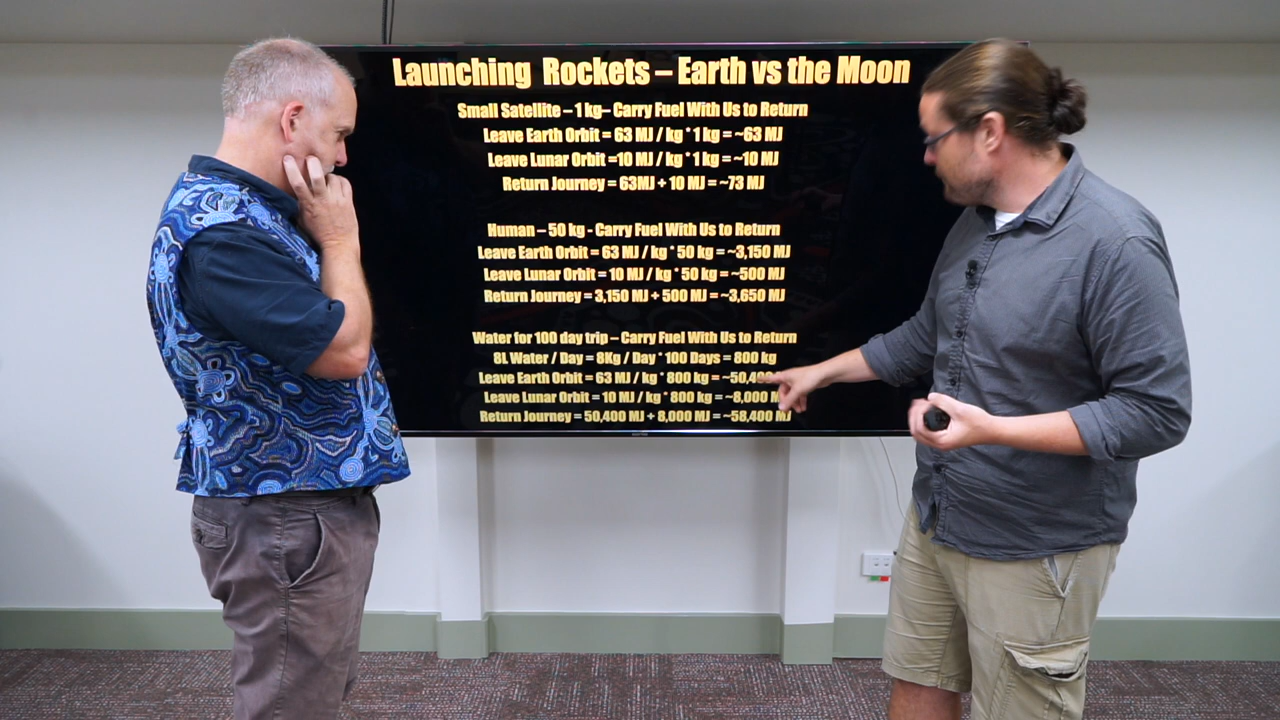 Launching Rockets – Earth vs the Moon
Small Satellite – 1 kg– Carry Fuel With Us to Return
Leave Earth Orbit = 63 MJ / kg * 1 kg = ~63 MJ
Leave Lunar Orbit =10 MJ / kg * 1 kg = ~10 MJ
Return Journey = 63MJ + 10 MJ = ~73 MJ
Human – 50 kg - Carry Fuel With Us to Return
Leave Earth Orbit = 63 MJ / kg * 50 kg = ~3,150 MJ
Leave Lunar Orbit = 10 MJ / kg * 50 kg = ~500 MJ
Return Journey = 3,150 MJ + 500 MJ = ~3,650 MJ
Water for 100 day trip – Carry Fuel With Us to Return
8L Water / Day = 8Kg / Day * 100 Days = 800 kg
Leave Earth Orbit = 63 MJ / kg * 800 kg =
Leave Lunar Orbit = 10 MJ / kg * 800 kg = ~8,000
Return Journey = 50,400 MJ + 8,000 MJ = ~58,400 MJ